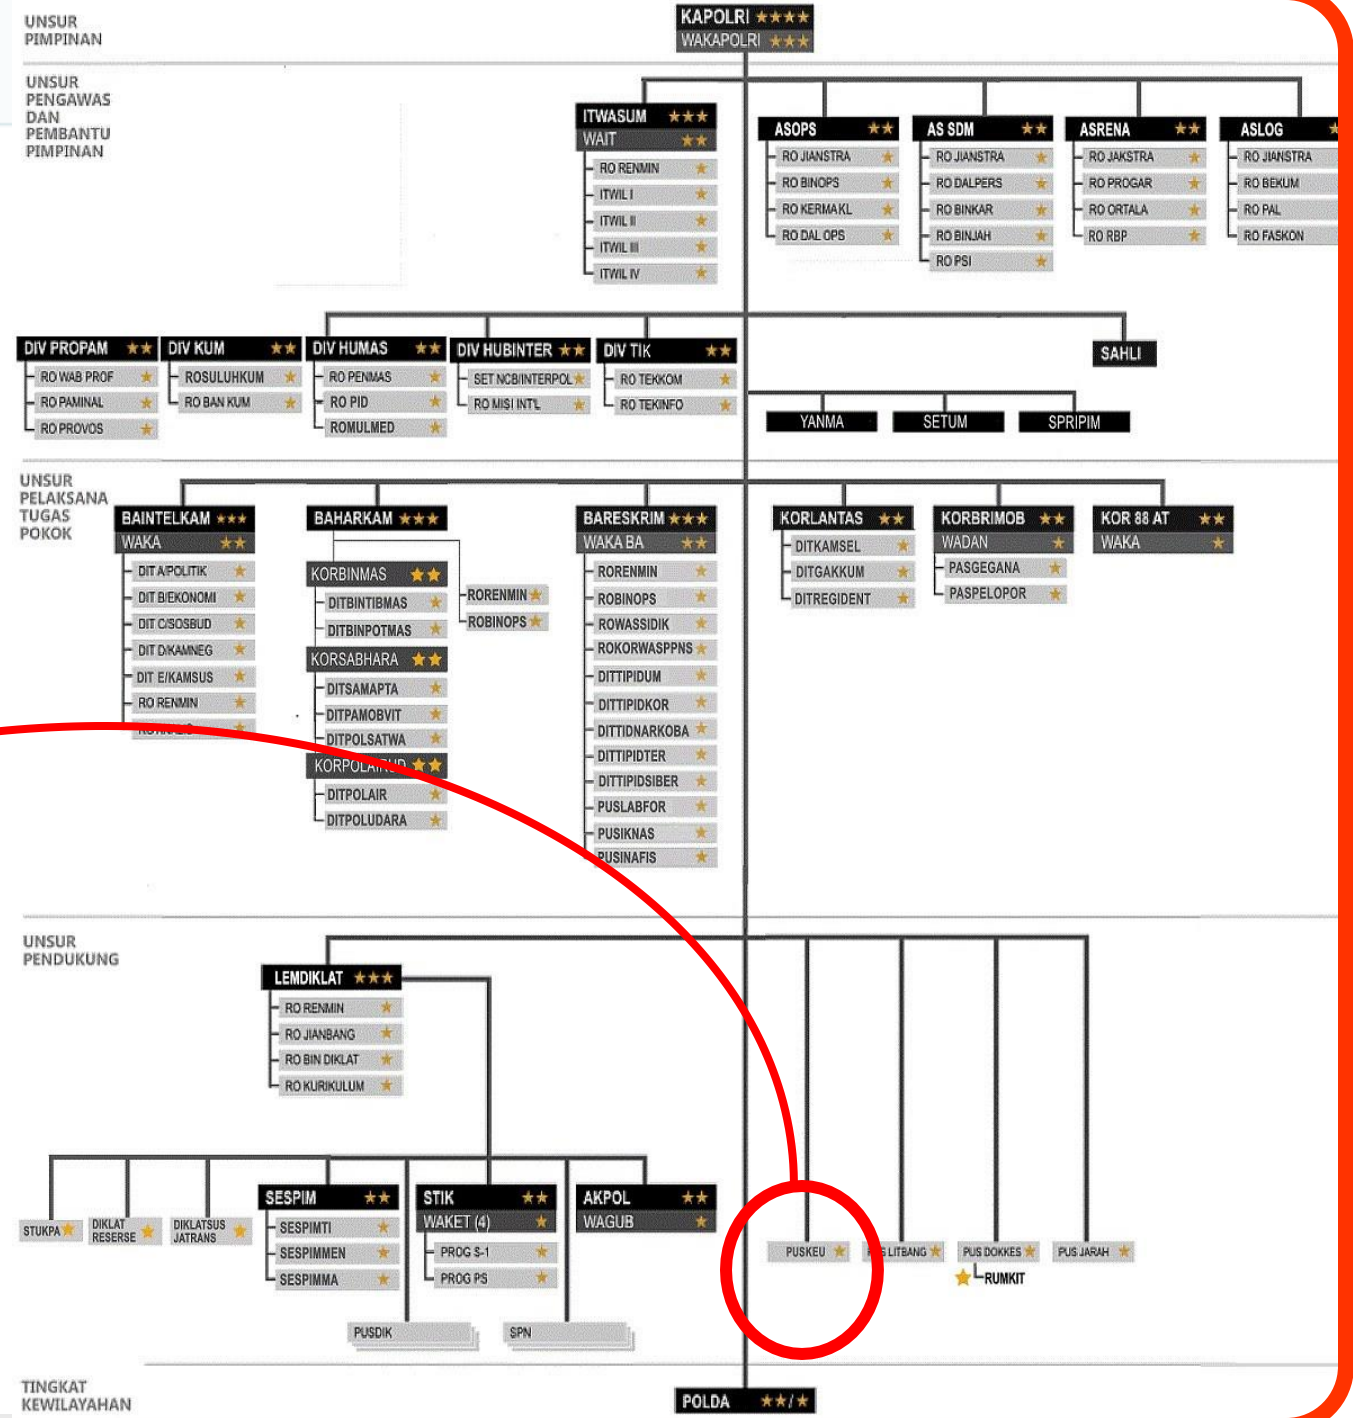 UNSUR
PIMPINAN
KAPOLRI
WAKAPOLRI
UNSUR
PENGAWAS
DAN
PEMBANTU
PIMPINAN
ITWASUM
WAIT
RO RENMIN
ITWIL I
ITWIL II
ITWIL III
ITWIL IV
ASOPS
RO JIANSTRA
RO BINOPS
RO KERMAKL
RO DAL OPS
AS SDM
RO JIANSTRA
RO DALPERS
RO BINKAR
RO BINJAH
RO PSI
ASRENA
RO JAKSTRA
RO PROGAR
RO ORTALA
RO RBP
ASLOG
RO JIANSTRA
RO BEKUM
RO PAL
RO FASKON
DIV PROPAM
RO WAB PROF
RO PAMINAL
RO PROVOS
DIV KUM
ROSULUHKUM
RO BAN KUM
DIV HUMAS
RO PENMAS
RO PID
ROMULMED
DIV HUBINTER
SET NCB/INTERPOL
RO MISI INT'L
DIV TIK
RO TEKKOM
RO TEKINFO
SAHLI
YANMA
SETUM
SPRIPIM
UNSUR
PELAKSANA
TUGAS
POKOK
BAINTELKAM
WAKA
DIT A/POLITIK
DIT B/EKONOMI
DIT C/SOSBUD
DIT D/KAMNEG
DIT E/KAMSUS
RO RENMIN
BAHARKAM
KORBINMAS
DITBINTIBMAS
DITBINPOTMAS
RORENMIN
ROBINOPS
KORSABHARA
DITSAMAPTA
DITPAMOBVIT
DITPOLSATWA
KORPOLAIRUD
DITPOLAIR
DITPOLUDARA
BARESKRIM
WAKA BA
RORENMIN
ROBINOPS
ROWASSIDIK
ROKORWASPPNS
DITTIPIDUM
DITTIPIDKOR
DITTIDNARKOBA
DITTIPIDTER
DITTIPIDSIBER
PUSLABFOR
PUSIKNAS
PUSINAFIS
KORLANTAS
DITKAMSEL
DITGAKKUM
DITREGIDENT
KORBRIMOB
WADAN
PASGEGANA
PASPELOPOR
KOR 88 AT
WAKA
UNSUR
PENDUKUNG
LEMDIKLAT
RO RENMIN
RO JIANBANG
RO BIN DIKLAT
RO KURIKULUM
STUKPA
DIKLAT
RESERSE
DIKLATSUS
JATRANS
SESPIM
SESPIMTI
SESPIMMEN
SESPIMMA
STIK
WAKET (4)
PROG S-1
PROG PS
AKPOL
WAGUB
PUSDIK
SPN
PUSKEU
PUS LITBANG
PUS DOKKES
RUMKIT
PUS JARAH
TINGKAT
KEWILAYAHAN
POLDA
/